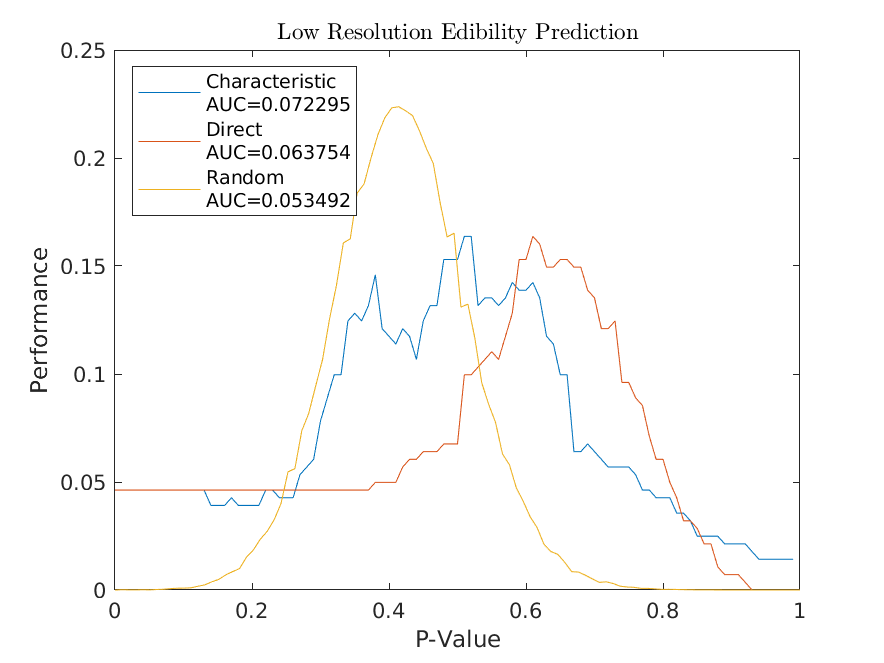 Low Resolution Edibility Prediction
0.25
0.2
0.15
0.1
0.05
0
Performance
Characteristic
AUC=0.072295
Direct
AUC=0.063754
Random
AUC=0.053492
0 0.2 0.4 0.6 0.8 1
P-Value